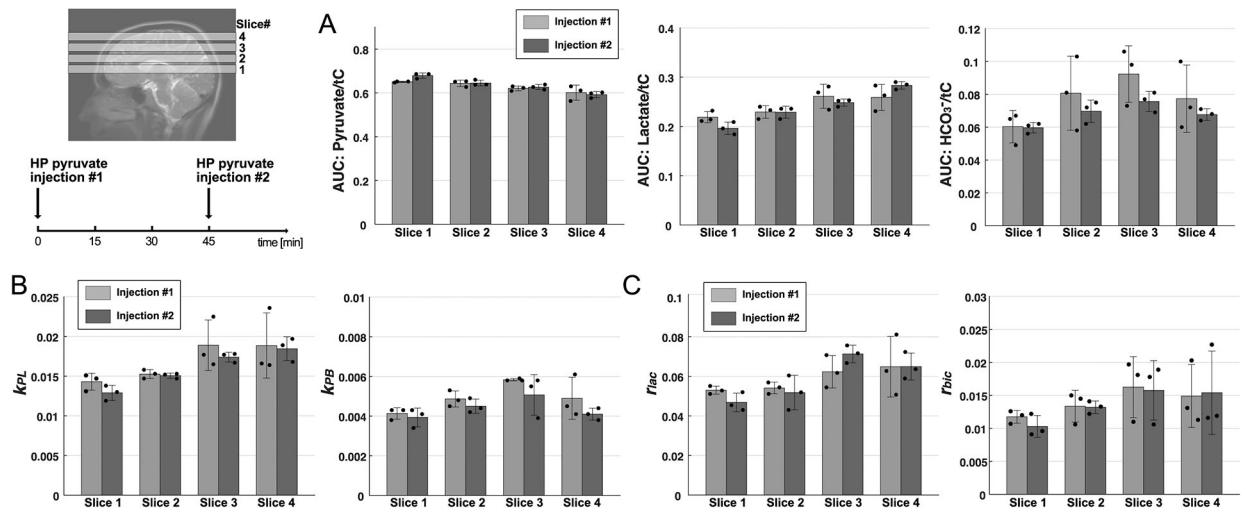 Slice#
4
3
2
1
HP pyruvate
injection #1
HP pyruvate
injection #2
0
15
30
45
time [min]
A
Injection #1
Injection #2
AUC: Pyruvate/tC
0.8
0.6
0.4
0.2
0
Slice 1
Slice 2
Slice 3
Slice 4
AUC: Lactate/tC
0.4
0.3
0.2
0.1
0
Slice 1
Slice 2
Slice 3
Slice 4
AUC: HCO₃⁻/tC
0.12
0.1
0.08
0.06
0.04
0.02
0
Slice 1
Slice 2
Slice 3
Slice 4
B
Injection #1
Injection #2
kPL
0.025
0.02
0.015
0.01
0.005
0
Slice 1
Slice 2
Slice 3
Slice 4
kPB
0.01
0.008
0.006
0.004
0.002
0
Slice 1
Slice 2
Slice 3
Slice 4
C
Injection #1
Injection #2
rlac
0.1
0.08
0.06
0.04
0.02
0
Slice 1
Slice 2
Slice 3
Slice 4
rbic
0.03
0.025
0.02
0.015
0.01
0.005
0
Slice 1
Slice 2
Slice 3
Slice 4